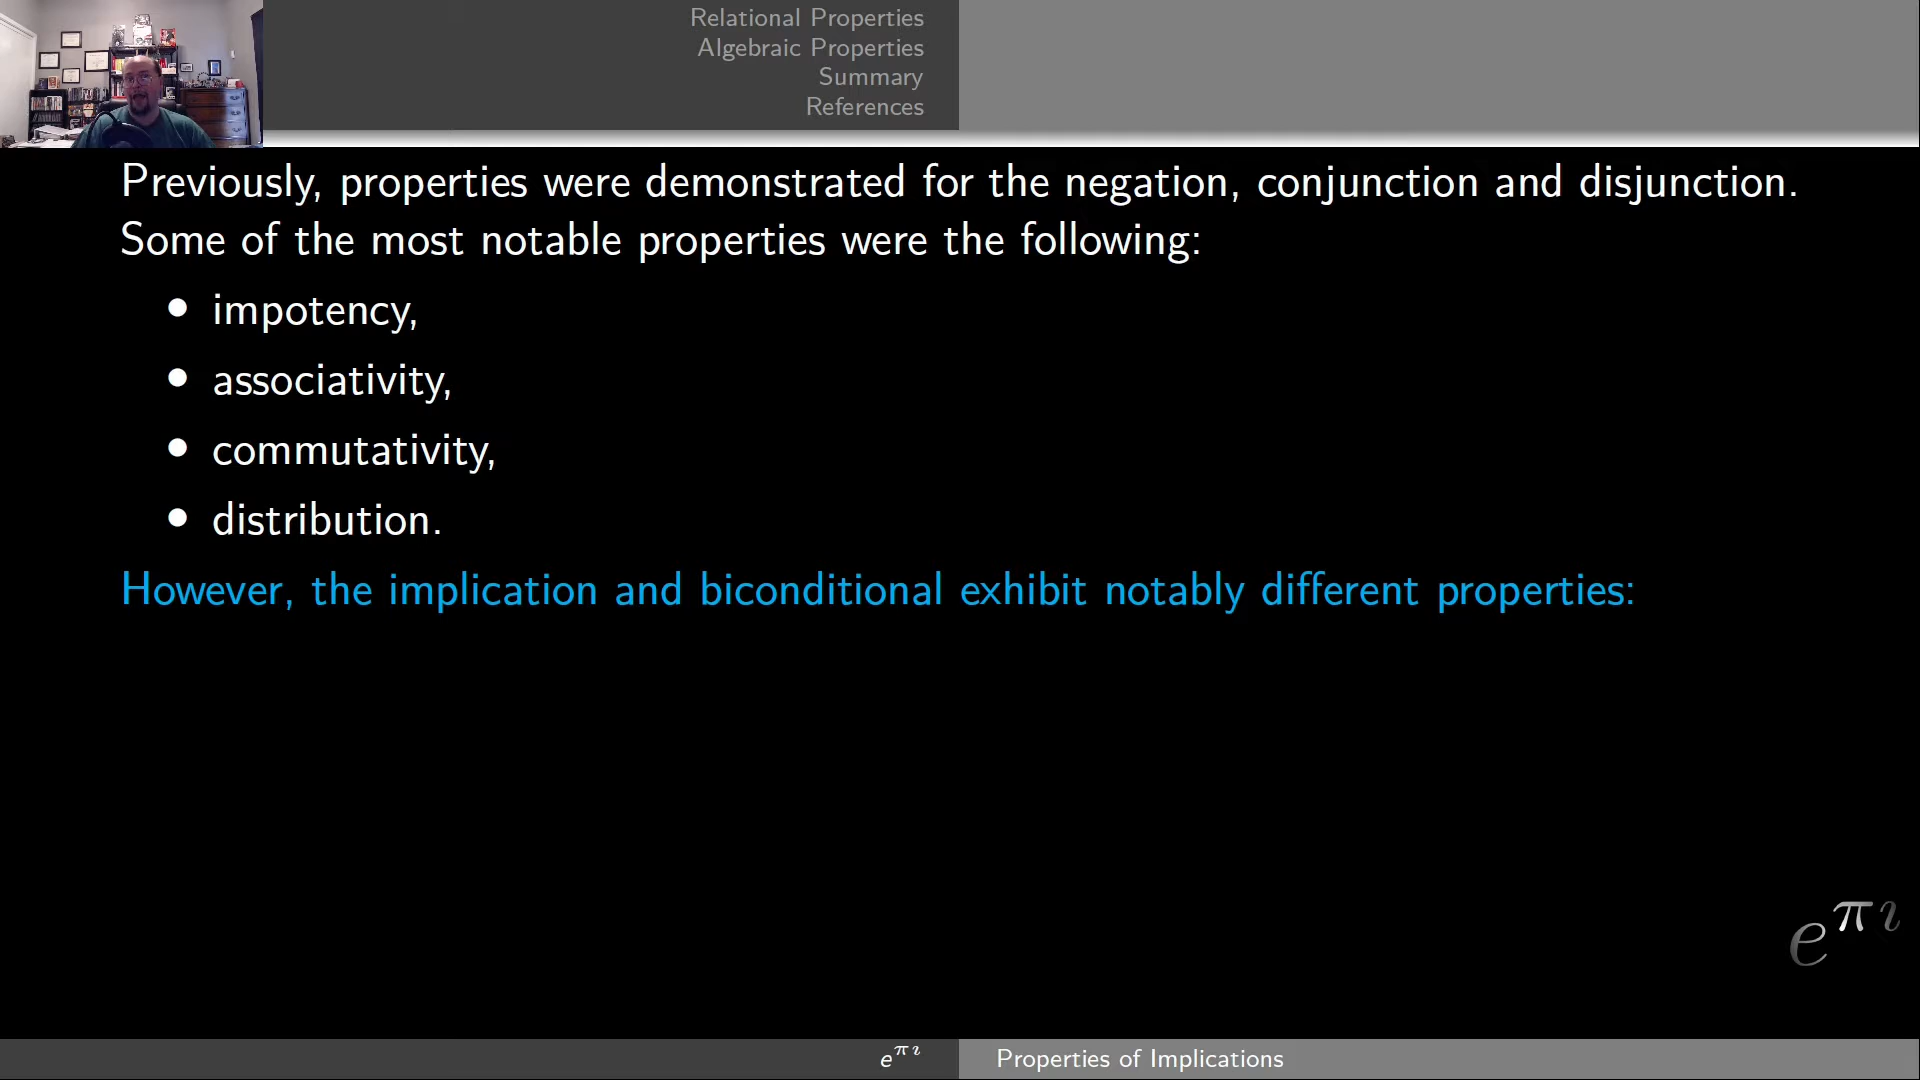 Relational Properties
Algebraic Properties
Summary
References
Previously, properties were demonstrated for the negation, conjunction and disjunction.
Some of the most notable properties were the following:
• impotency,
• associativity,
• commutativity,
• distribution.
However, the implication and biconditional exhibit notably different properties:
e^πı
e^πı
Properties of Implications